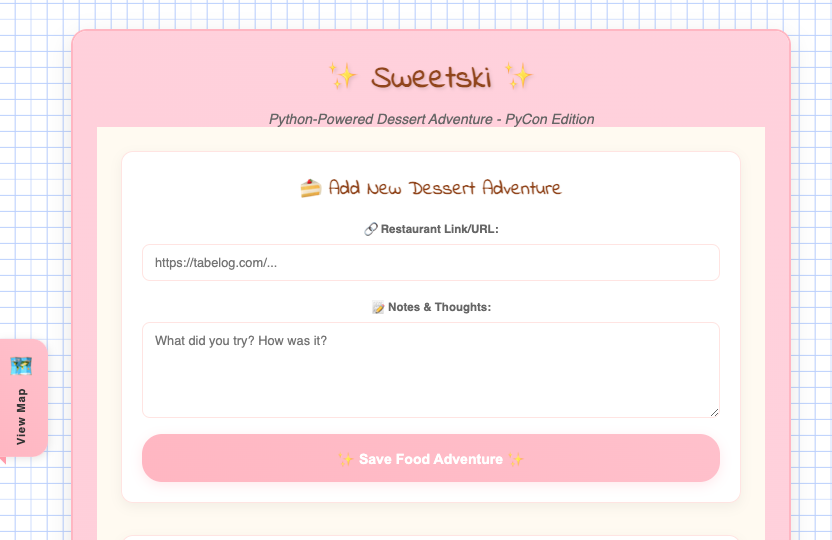 ✨ Sweetski ✨
Python-Powered Dessert Adventure - PyCon Edition
🍰 Add New Dessert Adventure
🔗 Restaurant Link/URL:
https://tabelog.com/...
📝 Notes & Thoughts:
What did you try? How was it?
✨ Save Food Adventure ✨
🗺️ View Map